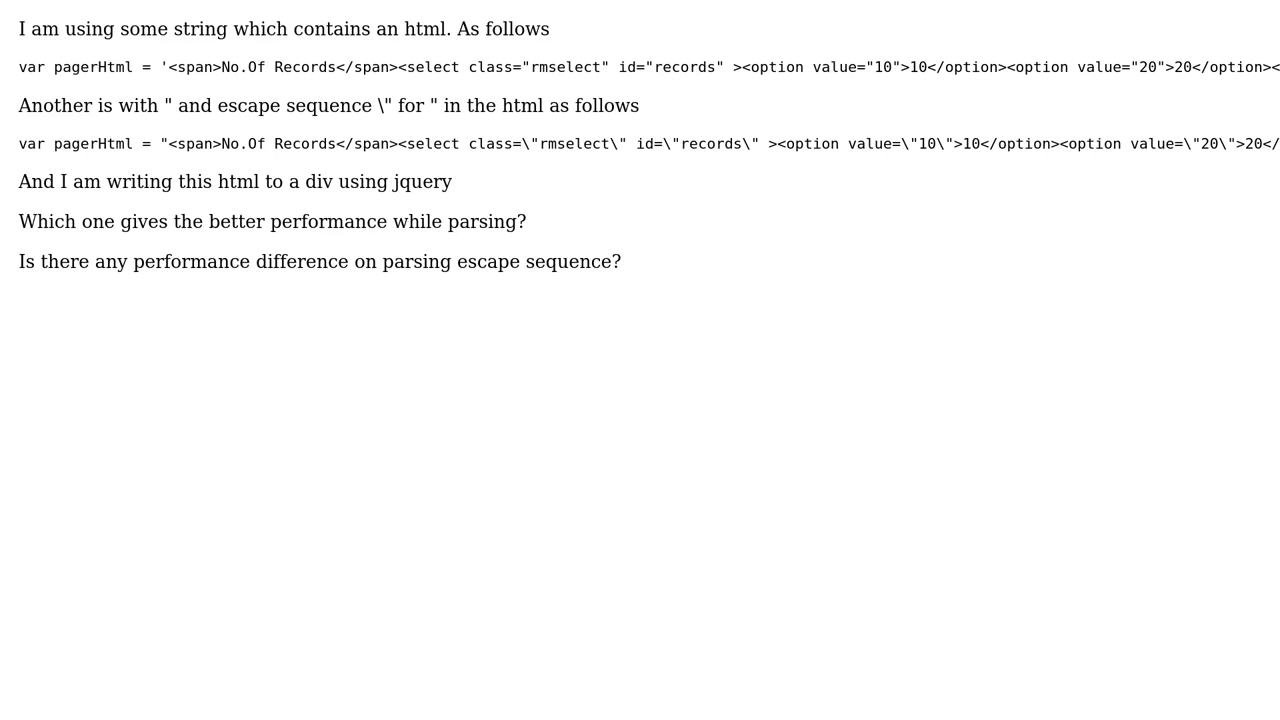 I am using some string which contains an html. As follows
var pagerHtml = '<span>No.Of Records</span><select class="rmselect" id="records" ><option value="10">10</option><option value="20">20</option><
Another is with " and escape sequence \" for " in the html as follows
var pagerHtml = "<span>No.Of Records</span><select class=\"rmselect\" id=\"records\" ><option value=\"10\">10</option><option value=\"20\">20</
And I am writing this html to a div using jquery
Which one gives the better performance while parsing?
Is there any performance difference on parsing escape sequence?